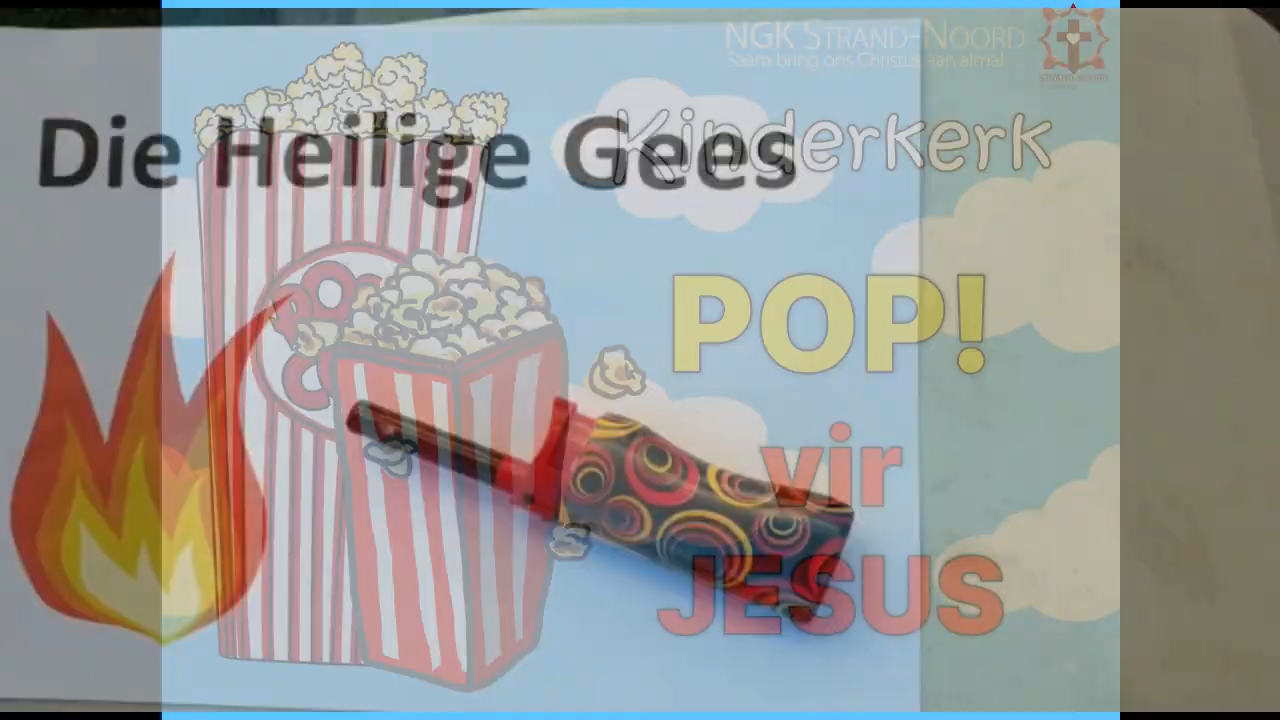 NGK STRAND-NOORD
Saam bring ons Christus aan almal
Die Heilige Gees
Kinderkerk
POP!
vir
JESUS